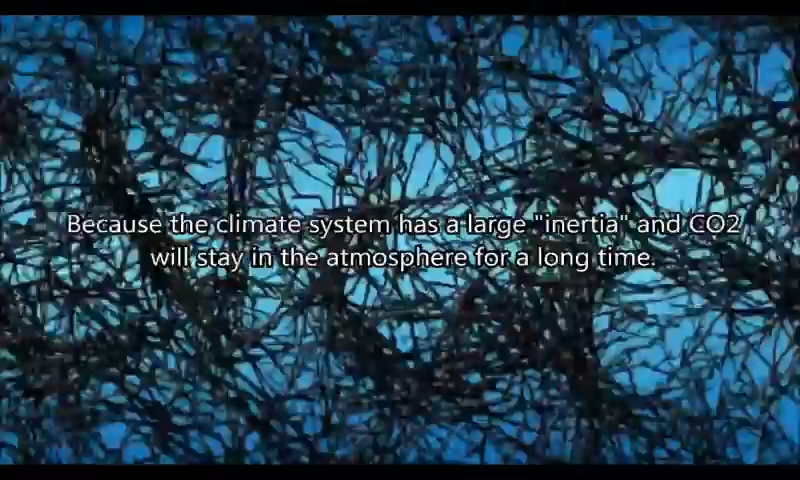 Because the climate system has a large "inertia" and CO2
will stay in the atmosphere for a long time.